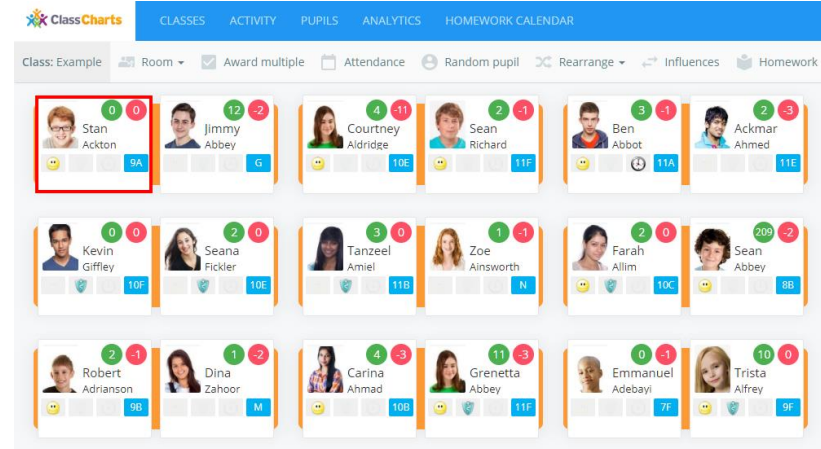 ClassCharts CLASSES ACTIVITY PUPILS ANALYTICS HOMEWORK CALENDAR
Class: Example Room Award multiple Attendance Random pupil Rearrange Influences Homework
0 0 12 -2 4 -11 2 -1 3 -1 2 -3
Stan Jimmy Courtney Sean Ben Ackmar
Ackton Abbey Aldridge Richard Abbot Ahmed
9A G 10E 11F 11A 11E
0 0 2 0 3 0 1 -1 2 0 209 -2
Kevin Seana Tanzeel Zoe Farah Sean
Giffley Fickler Amiel Ainsworth Allim Abbey
10F 10E 11B N 10C 8B
2 -1 1 -2 4 -3 11 -3 0 -1 10 0
Robert Dina Carina Grenetta Emmanuel Trista
Adrianson Zahoor Ahmad Abbey Adebayi Alfrey
9B M 10B 11F 7F 9F